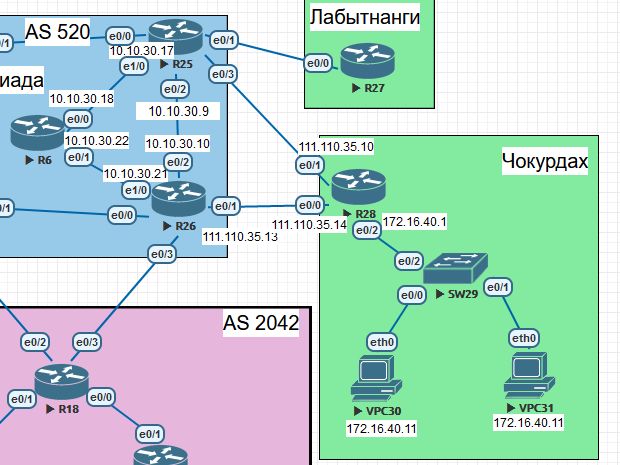 Лабытнанги
AS 520
e0/1
e0/0
e0/1
10.10.30.17
R25
e0/0
R27
e1/0
e0/3
иада
e0/2
10.10.30.18
10.10.30.9
e0/0
10.10.30.22
10.10.30.10
111.110.35.10
R6
e0/1
e0/2
e0/1
Чокурдах
10.10.30.21
e1/0
R28
/1
e0/0
e0/1
e0/0
R26
111.110.35.14
172.16.40.1
111.110.35.13
e0/2
e0/3
e0/2
SW29
e0/0
e0/1
AS 2042
e0/2
e0/3
eth0
eth0
R18
e0/1
e0/0
VPC30
VPC31
172.16.40.11
172.16.40.11
e0/1